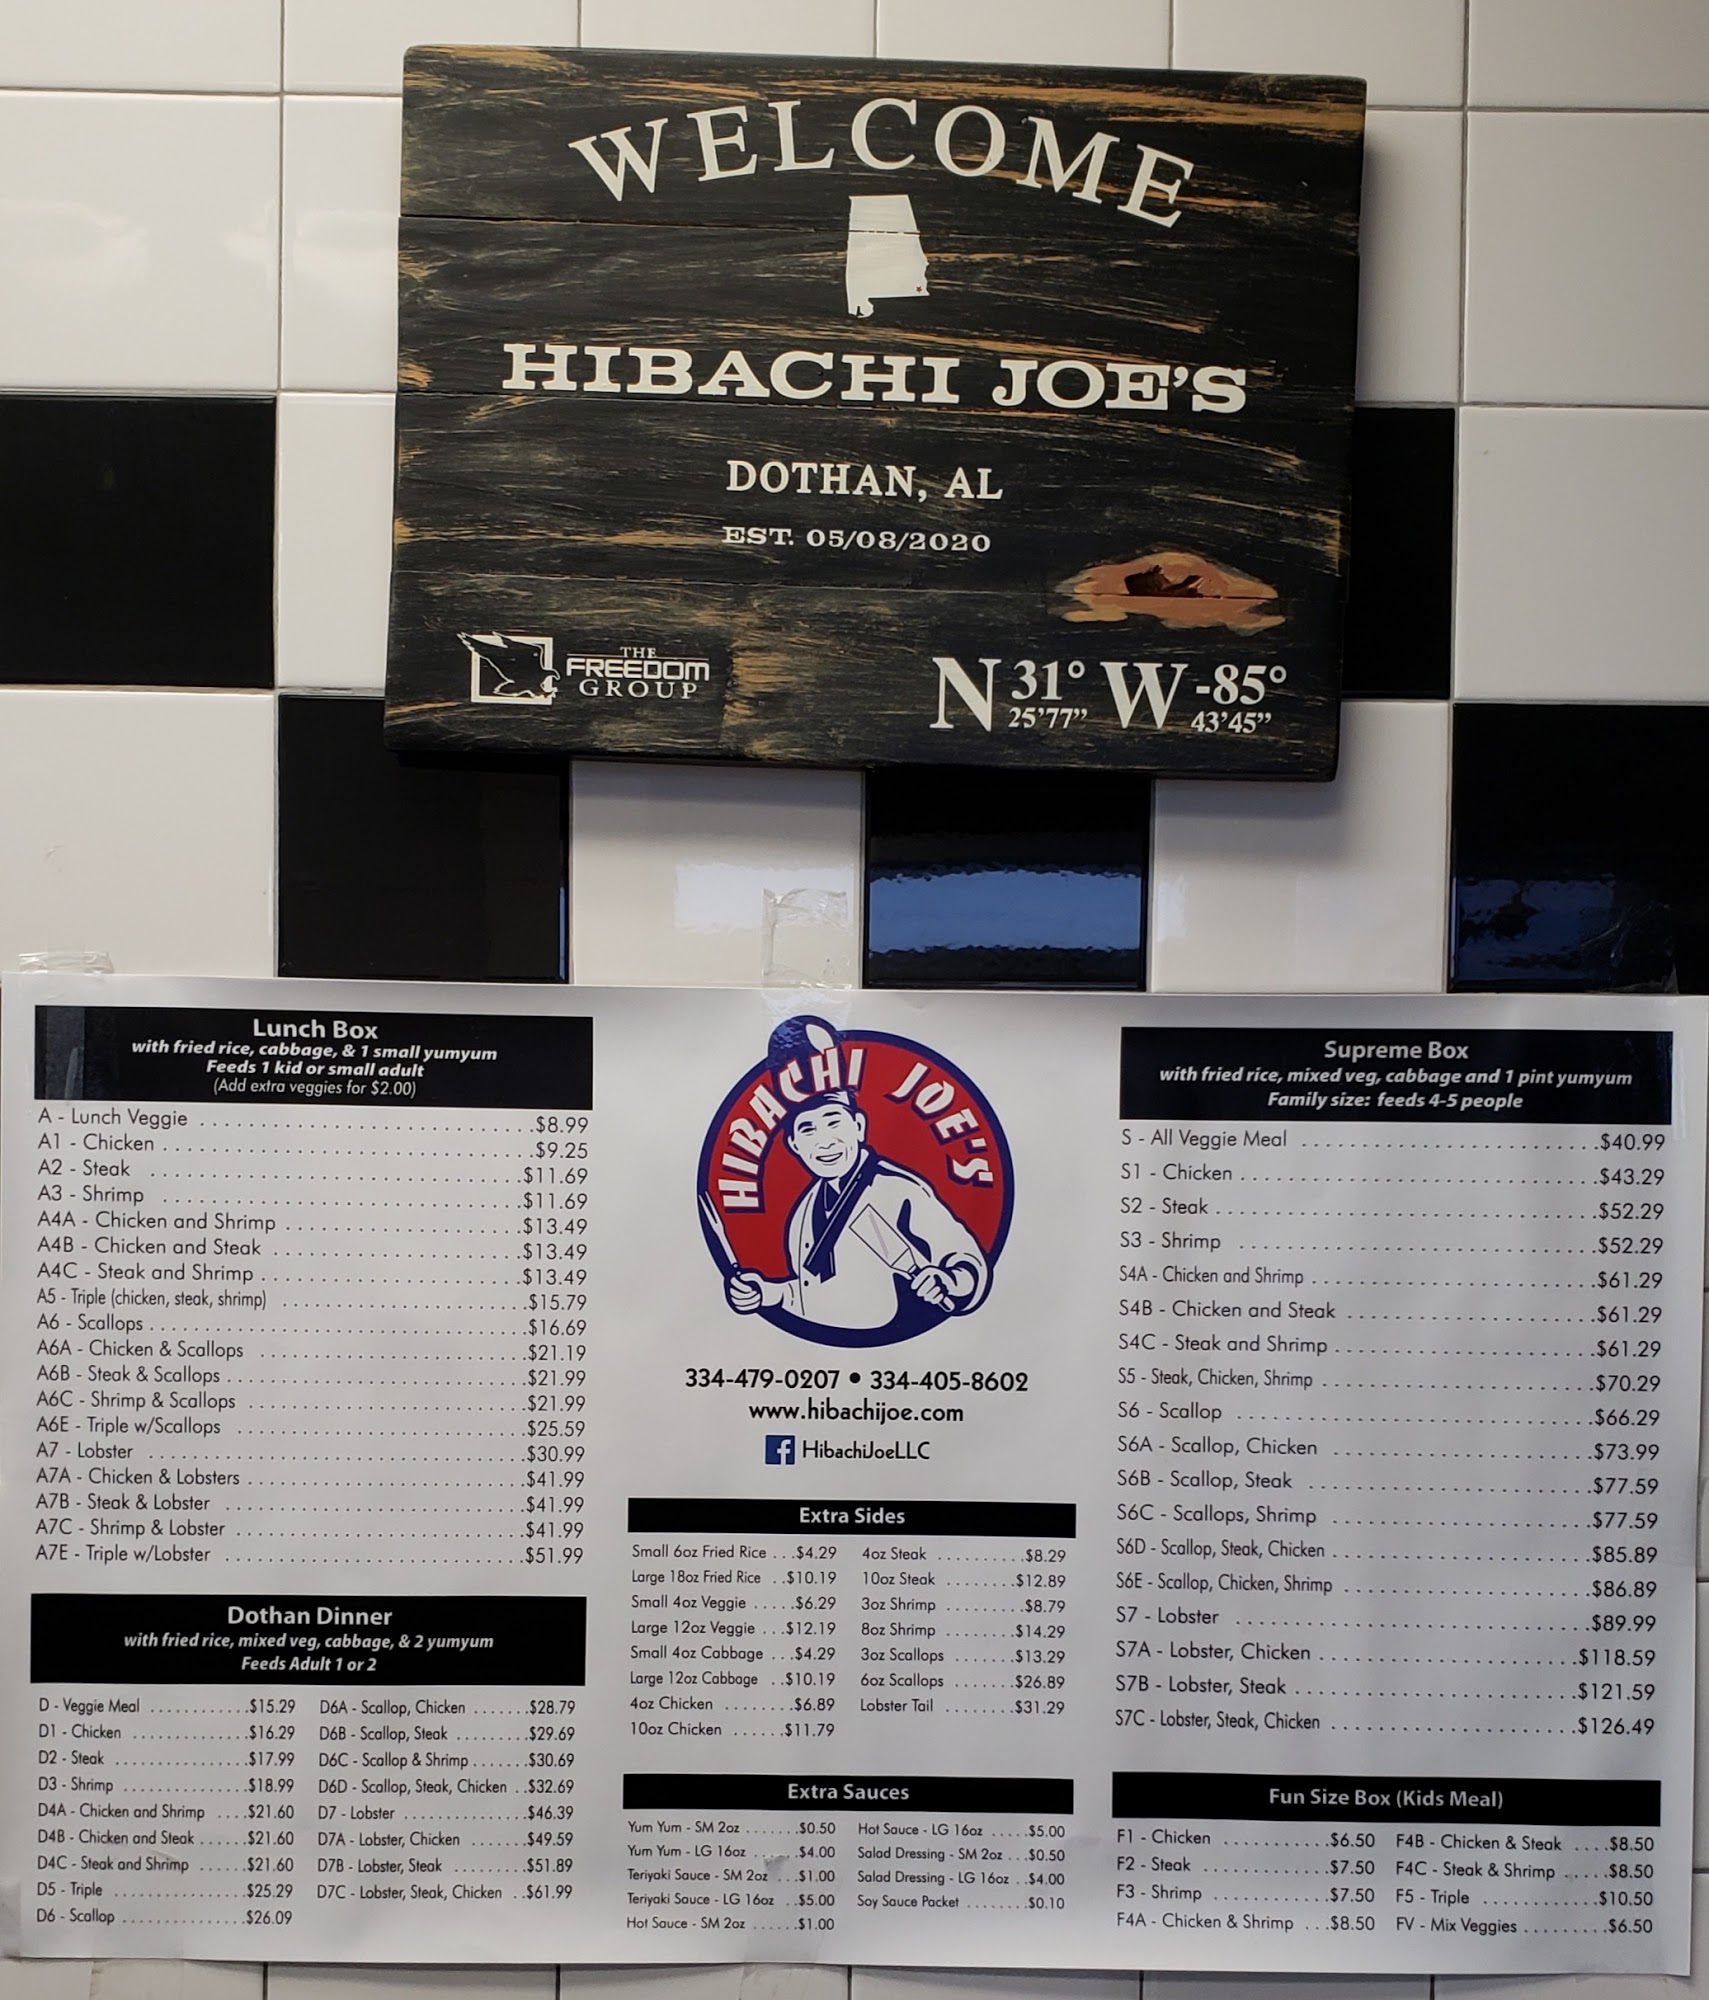 WELCOME
HIBACHI JOE'S
DOTHAN, AL
EST. 05/08/2020
THE
FREEDOM
GROUP
N 31° W -85°
25'77" 43'45"
Lunch Box
with fried rice, cabbage, & 1 small yumyum
Feeds 1 kid or small adult
(Add extra veggies for $2.00)
A - Lunch Veggie $8.99
A1 - Chicken $9.25
A2 - Steak $11.69
A3 - Shrimp $11.69
A4A - Chicken and Shrimp $13.49
A4B - Chicken and Steak $13.49
A4C - Steak and Shrimp $13.49
A5 - Triple (chicken, steak, shrimp) $15.79
A6 - Scallops $16.69
A6A - Chicken & Scallops $21.19
A6B - Steak & Scallops $21.99
A6C - Shrimp & Scallops $21.99
A6E - Triple w/Scallops $25.59
A7 - Lobster $30.99
A7A - Chicken & Lobsters $41.99
A7B - Steak & Lobster $41.99
A7C - Shrimp & Lobster $41.99
A7E - Triple w/Lobster $51.99
Dothan Dinner
with fried rice, mixed veg, cabbage, & 2 yumyum
Feeds Adult 1 or 2
D - Veggie Meal $15.29
D1 - Chicken $16.29
D2 - Steak $17.99
D3 - Shrimp $18.99
D4A - Chicken and Shrimp $21.60
D4B - Chicken and Steak $21.60
D4C - Steak and Shrimp $21.60
D5 - Triple $25.29
D6 - Scallop $26.09
D6A - Scallop, Chicken $28.79
D6B - Scallop, Steak $29.69
D6C - Scallop & Shrimp $30.69
D6D - Scallop, Steak, Chicken $32.69
D7 - Lobster $46.39
D7A - Lobster, Chicken $49.59
D7B - Lobster, Steak $51.89
D7C - Lobster, Steak, Chicken $61.99
HIBACHI JOE'S
334-479-0207 • 334-405-8602
www.hibachijoe.com
f HibachiJoeLLC
Extra Sides
Small 6oz Fried Rice $4.29
Large 18oz Fried Rice $10.19
Small 4oz Veggie $6.29
Large 12oz Veggie $12.19
Small 4oz Cabbage $4.29
Large 12oz Cabbage $10.19
4oz Chicken $6.89
10oz Chicken $11.79
4oz Steak $8.29
10oz Steak $12.89
3oz Shrimp $8.79
8oz Shrimp $14.29
3oz Scallops $13.29
6oz Scallops $26.89
Lobster Tail $31.29
Extra Sauces
Yum Yum - SM 2oz $0.50
Yum Yum - LG 16oz $4.00
Teriyaki Sauce - SM 2oz $1.00
Teriyaki Sauce - LG 16oz $5.00
Hot Sauce - SM 2oz $1.00
Hot Sauce - LG 16oz $5.00
Salad Dressing - SM 2oz $0.50
Salad Dressing - LG 16oz $4.00
Soy Sauce Packet $0.10
Supreme Box
with fried rice, mixed veg, cabbage and 1 pint yumyum
Family size: feeds 4-5 people
S - All Veggie Meal $40.99
S1 - Chicken $43.29
S2 - Steak $52.29
S3 - Shrimp $52.29
S4A - Chicken and Shrimp $61.29
S4B - Chicken and Steak $61.29
S4C - Steak and Shrimp $61.29
S5 - Steak, Chicken, Shrimp $70.29
S6 - Scallop $66.29
S6A - Scallop, Chicken $73.99
S6B - Scallop, Steak $77.59
S6C - Scallops, Shrimp $77.59
S6D - Scallop, Steak, Chicken $85.89
S6E - Scallop, Chicken, Shrimp $86.89
S7 - Lobster $89.99
S7A - Lobster, Chicken $118.59
S7B - Lobster, Steak $121.59
S7C - Lobster, Steak, Chicken $126.49
Fun Size Box (Kids Meal)
F1 - Chicken $6.50
F2 - Steak $7.50
F3 - Shrimp $7.50
F4A - Chicken & Shrimp $8.50
F4B - Chicken & Steak $8.50
F4C - Steak & Shrimp $8.50
F5 - Triple $10.50
FV - Mix Veggies $6.50